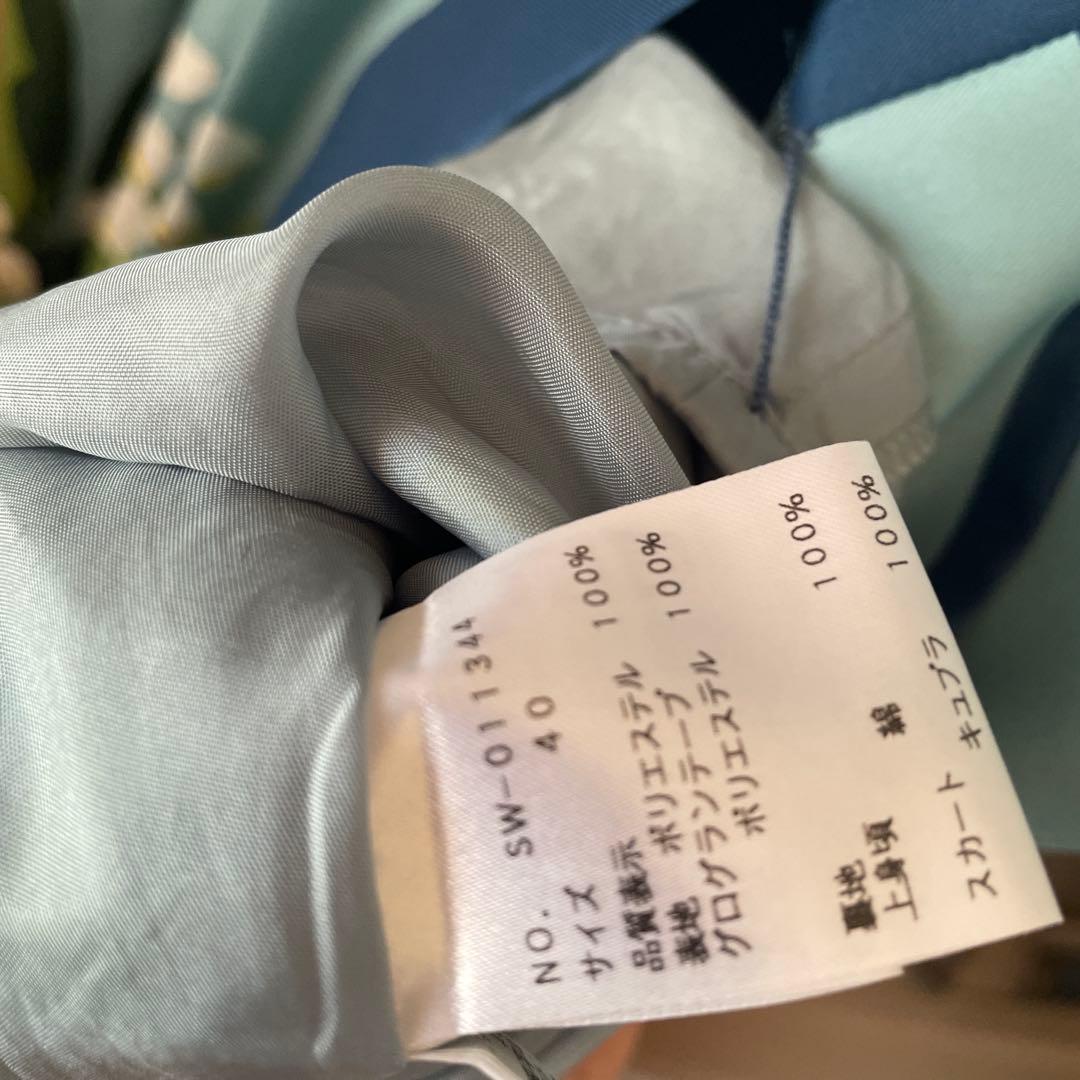 NO. SW-011344
サイズ 40
品質表示
表地 ポリエステル 100%
グログランンテープ
ポリエステル 100%
裏地
上身頃 綿 100%
スカート キュプラ 100%